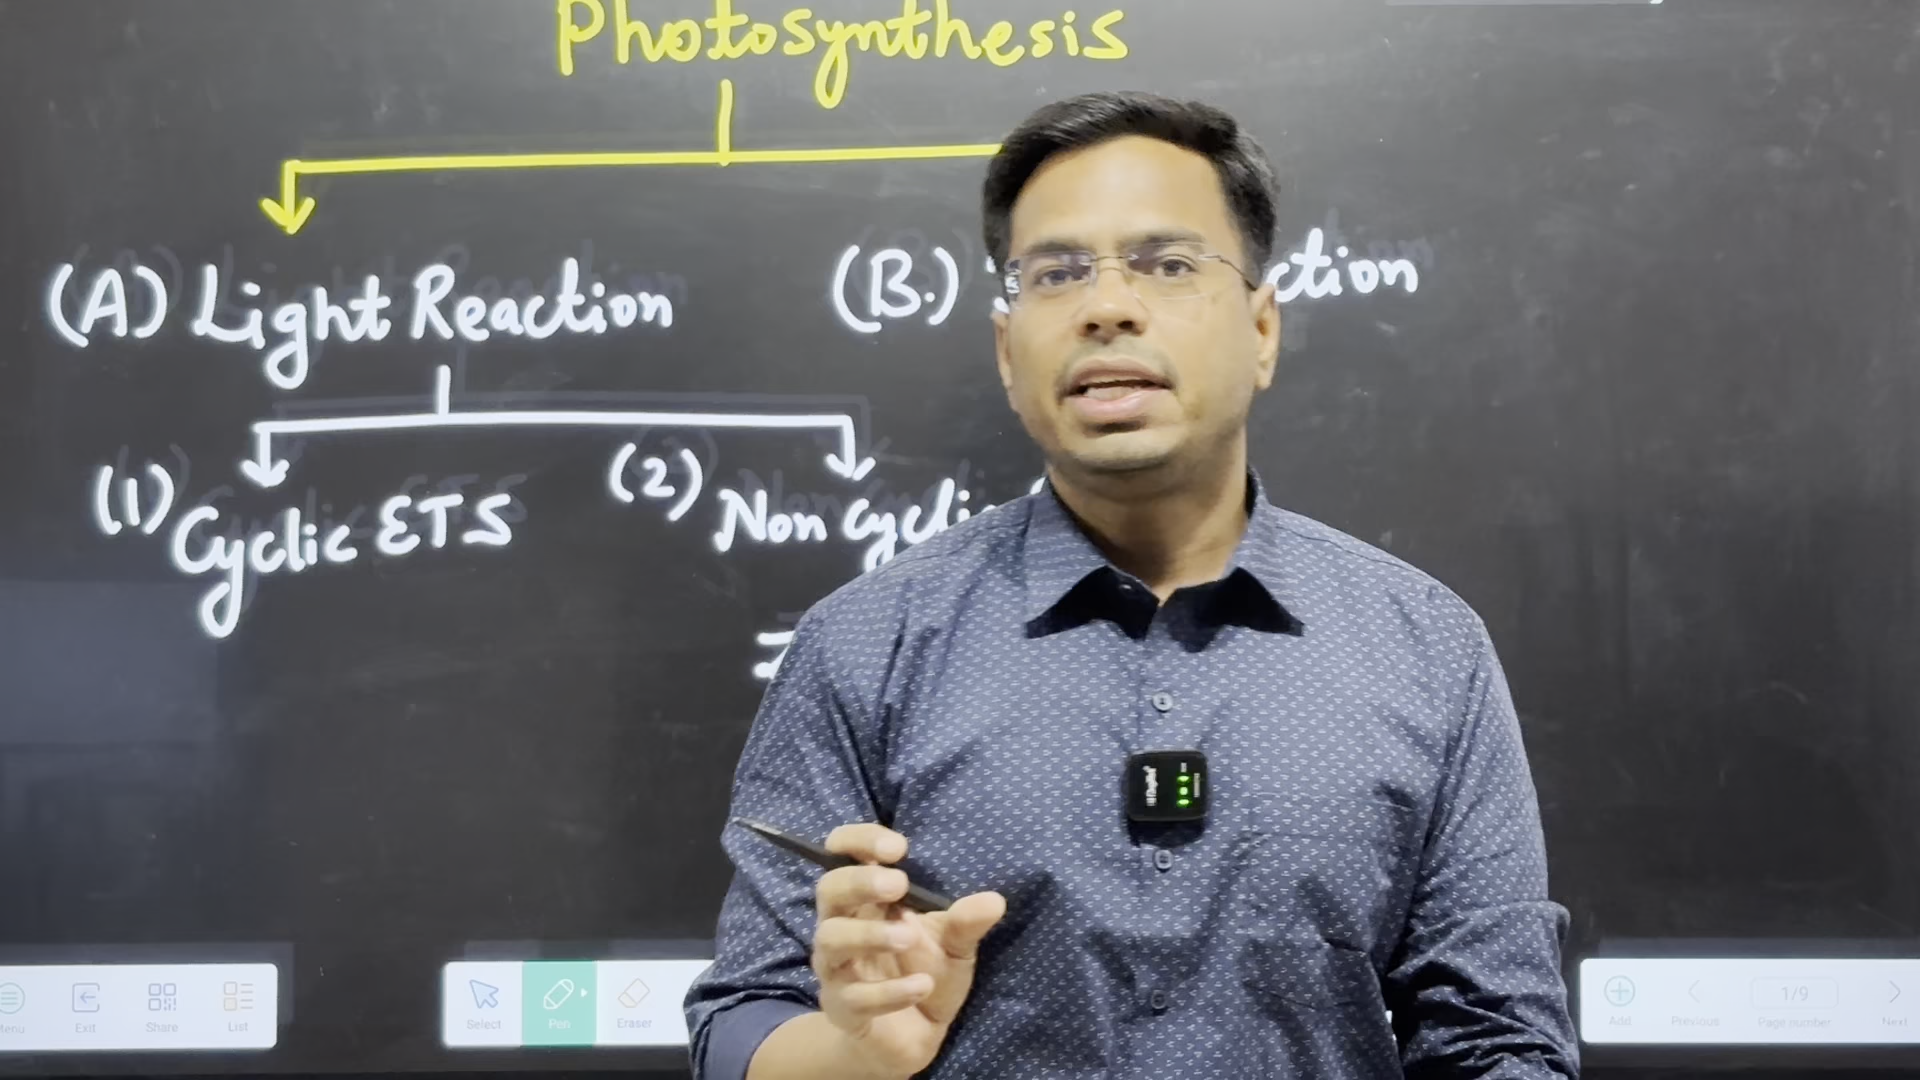 Photosynthesis
(A) Light Reaction
(B.) ction
(1) Cyclic ETS
(2) Non cyclic
Menu Exit Share List
Select Pen Eraser
Add Previous 1/9 Page number Next